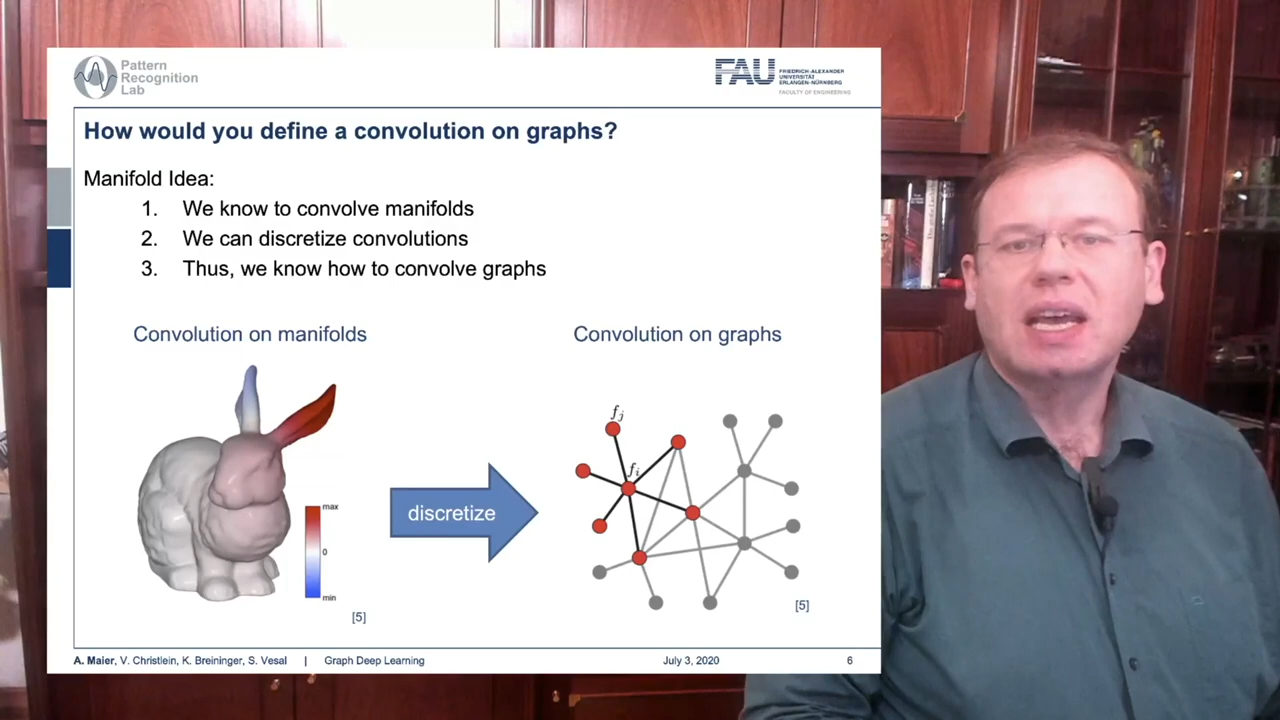 Pattern
Recognition
Lab
FAU
FRIEDRICH-ALEXANDER
UNIVERSITÄT
ERLANGEN-NÜRNBERG
FACULTY OF ENGINEERING
How would you define a convolution on graphs?
Manifold Idea:
1. We know to convolve manifolds
2. We can discretize convolutions
3. Thus, we know how to convolve graphs
Convolution on manifolds
Convolution on graphs
f_j
f_i
max
discretize
0
min
[5]
[5]
A. Maier, V. Christlein, K. Breininger, S. Vesal | Graph Deep Learning
July 3, 2020
6